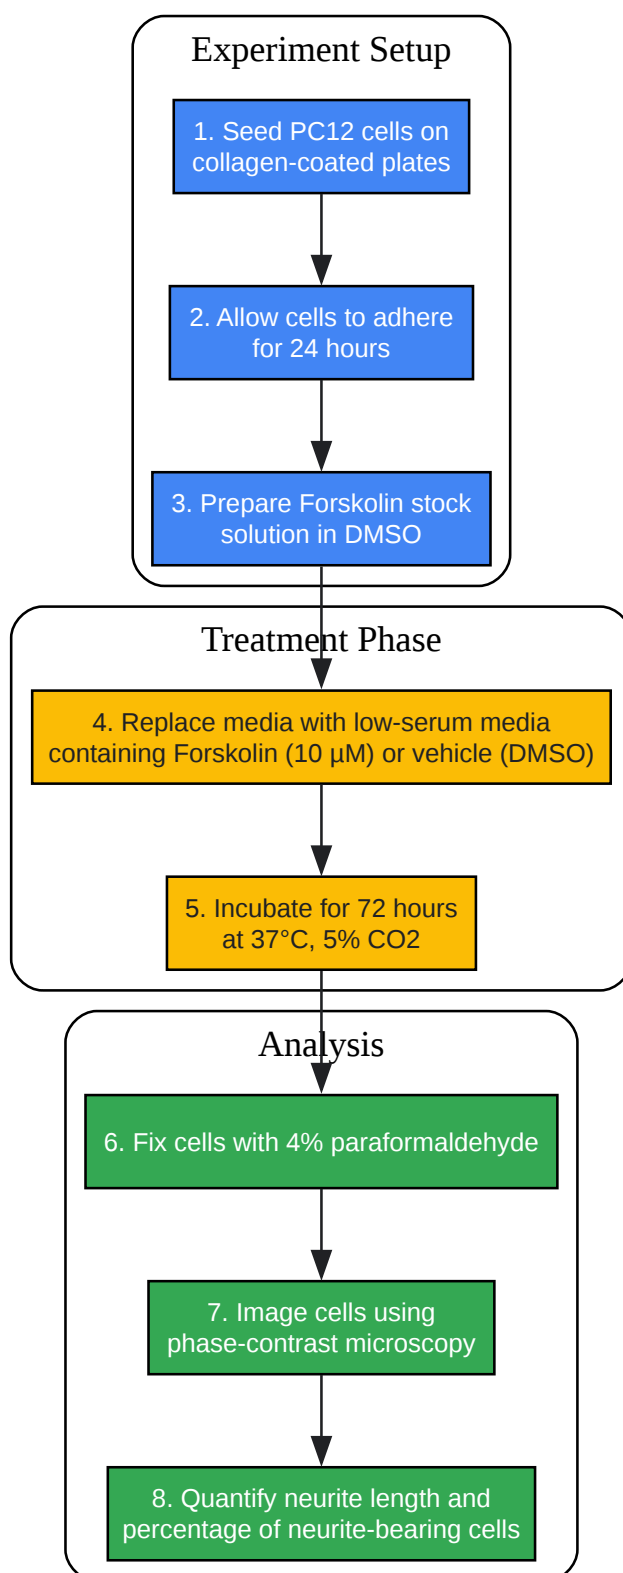 Experiment Setup
1. Seed PC12 cells on
collagen-coated plates
2. Allow cells to adhere
for 24 hours
3. Prepare Forskolin stock
solution in DMSO
Treatment Phase
4. Replace media with low-serum media
containing Forskolin (10 µM) or vehicle (DMSO)
5. Incubate for 72 hours
at 37°C, 5% CO2
Analysis
6. Fix cells with 4% paraformaldehyde
7. Image cells using
phase-contrast microscopy
8. Quantify neurite length and
percentage of neurite-bearing cells